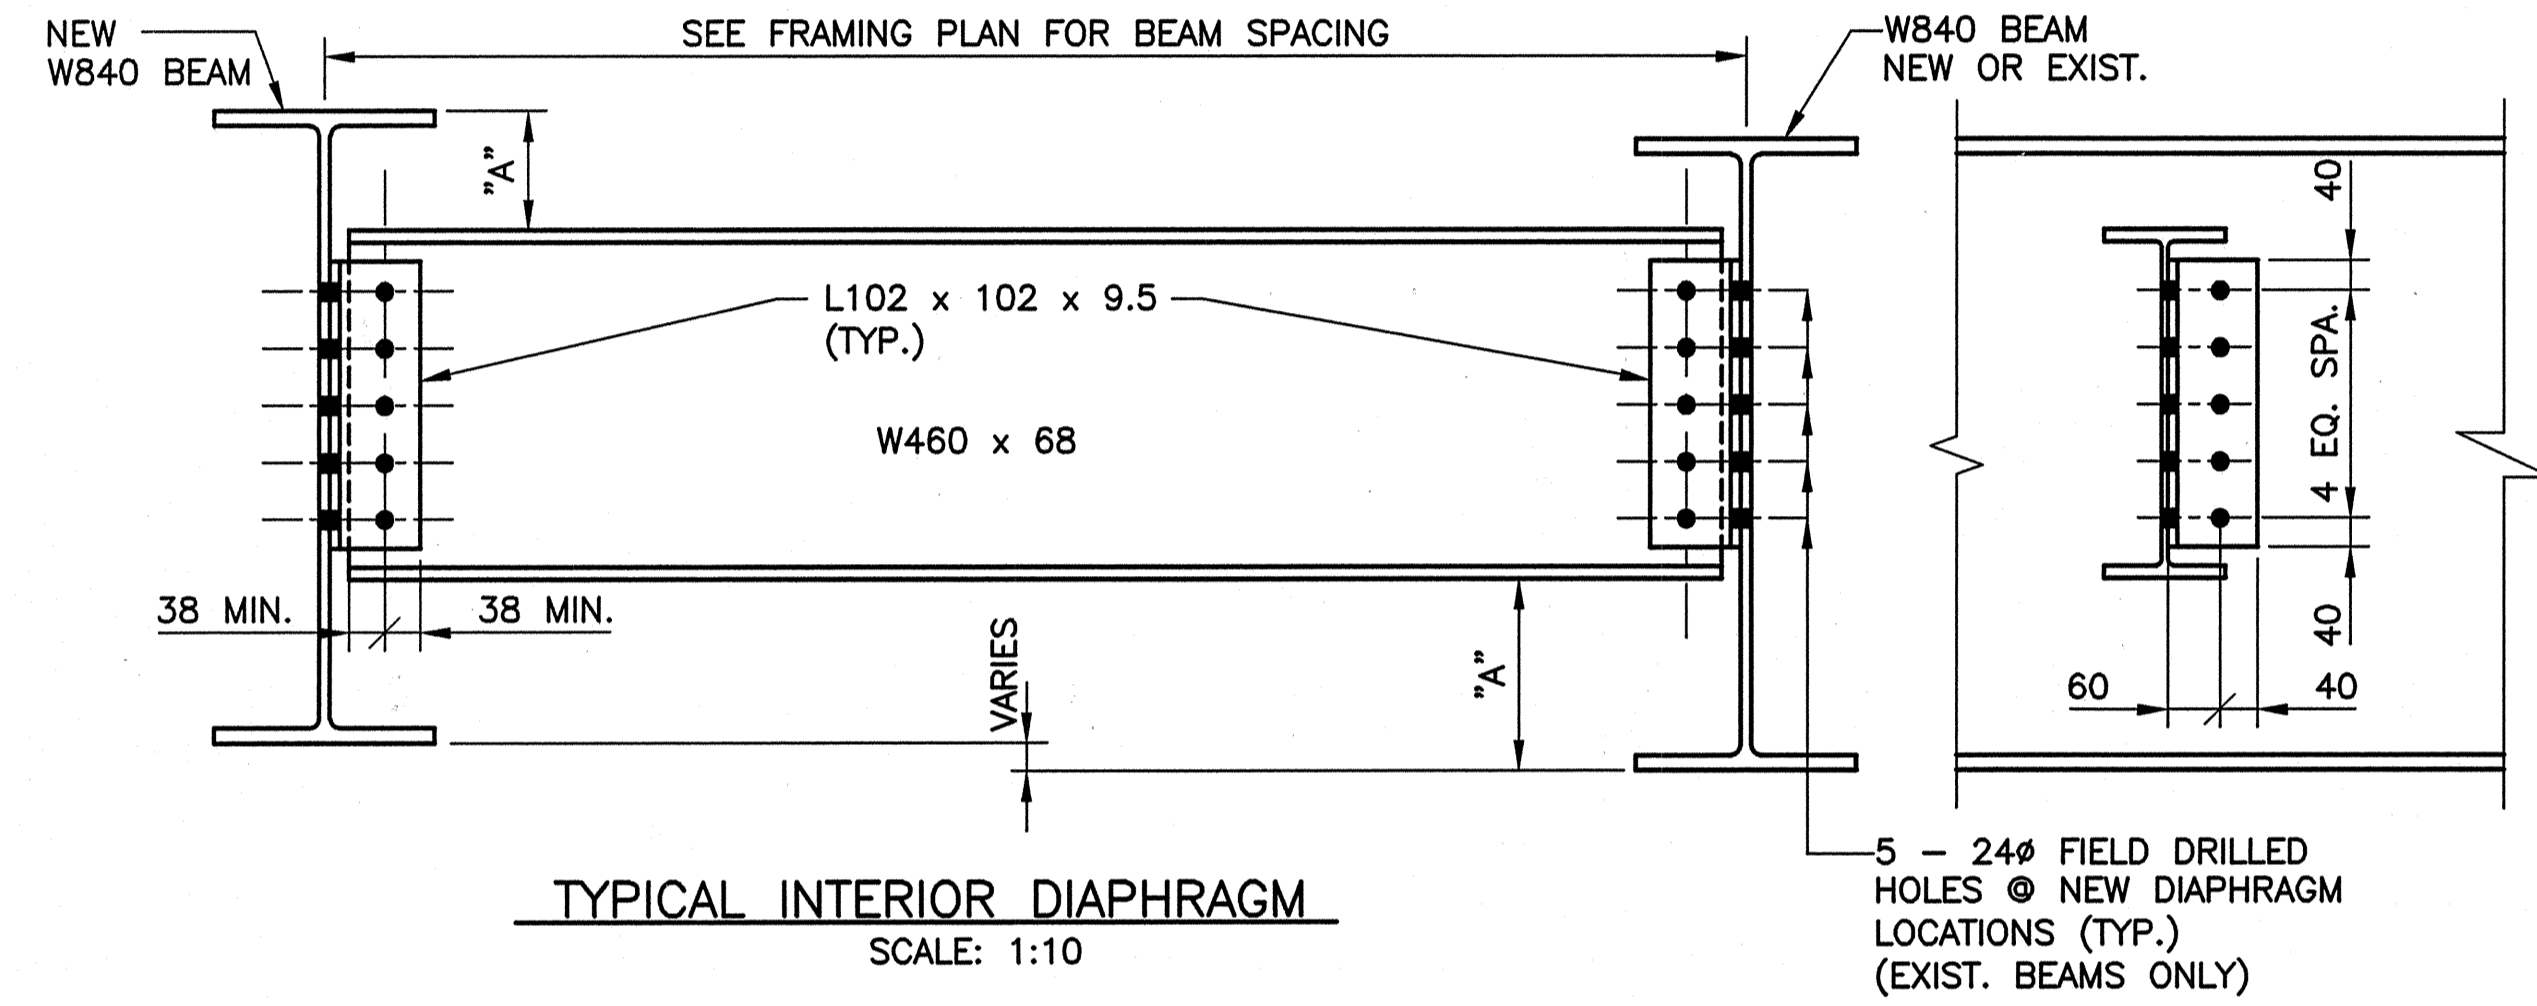 NEW
W840 BEAM
SEE FRAMING PLAN FOR BEAM SPACING
W840 BEAM
NEW OR EXIST.
"A"
40
L102 x 102 x 9.5
(TYP.)
4 EQ. SPA.
W460 x 68
38 MIN.
38 MIN.
VARIES
"A"
40
60
40
5 - 24ø FIELD DRILLED
HOLES @ NEW DIAPHRAGM
LOCATIONS (TYP.)
(EXIST. BEAMS ONLY)
TYPICAL INTERIOR DIAPHRAGM
SCALE: 1:10